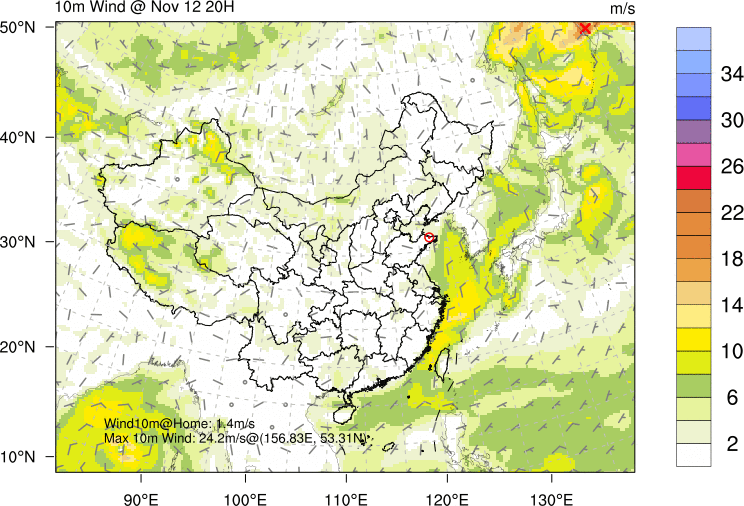 10m Wind @ Nov 12 20H
m/s
50°N
40°N
30°N
20°N
10°N
90°E
100°E
110°E
120°E
130°E
34
30
26
22
18
14
10
6
2
Wind10m@Home: 1.4m/s
Max 10m Wind: 24.2m/s@(156.83E, 53.31N)